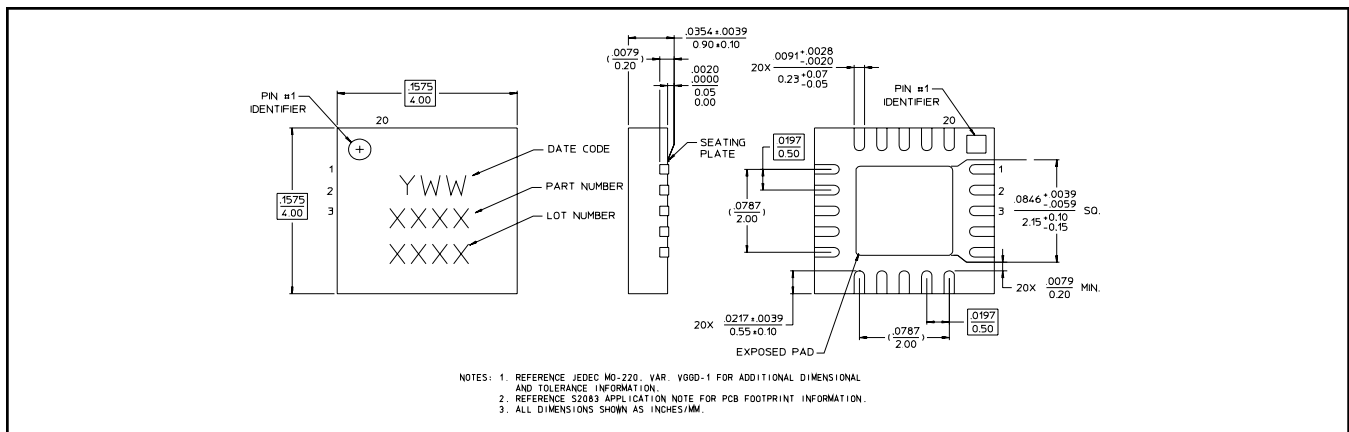 PIN #1
IDENTIFIER
.1575
4.00
20
.1575
4.00
1
2
3
YWW
XXXX
XXXX
DATE CODE
PART NUMBER
LOT NUMBER
.0354±.0039
0.90±0.10
(.0079
0.20)
.0020
.0000
0.05
0.00
SEATING
PLATE
20X .0091 +.0028 -.0020
0.23 +0.07 -0.05
PIN #1
IDENTIFIER
20
.0197
0.50
(.0787
2.00)
1
2
3
.0846 +.0039 -.0059
2.15 +0.10 -0.15 SQ.
20X .0079
0.20 MIN.
20X .0217±.0039
0.55±0.10
(.0787
2.00)
.0197
0.50
EXPOSED PAD
NOTES: 1. REFERENCE JEDEC MO-220, VAR. VGGD-1 FOR ADDITIONAL DIMENSIONAL
AND TOLERANCE INFORMATION.
2. REFERENCE S2083 APPLICATION NOTE FOR PCB FOOTPRINT INFORMATION.
3. ALL DIMENSIONS SHOWN AS INCHES/MM.